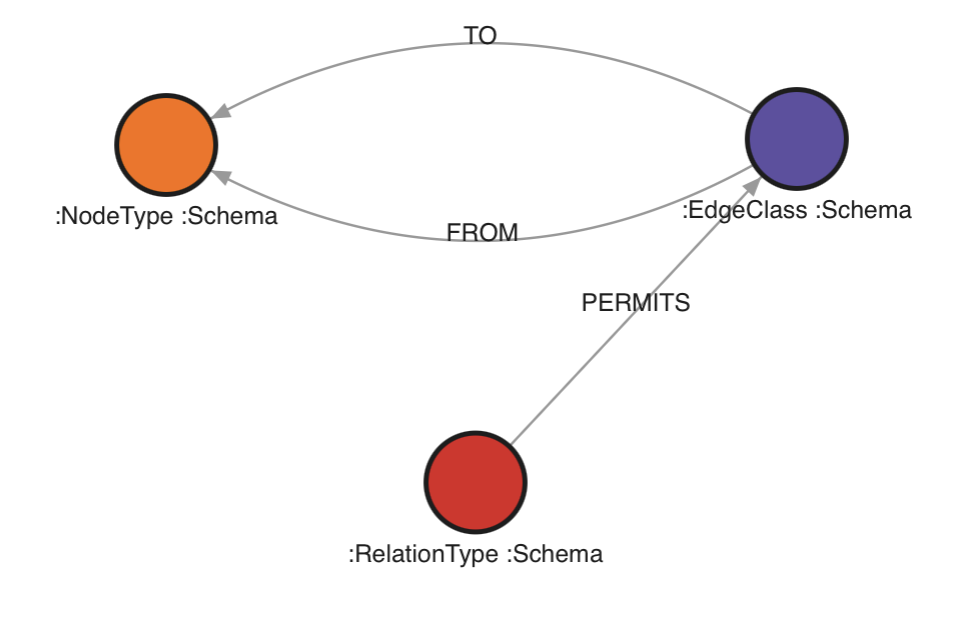 TO
:NodeType :Schema
:EdgeClass :Schema
FROM
PERMITS
:RelationType :Schema